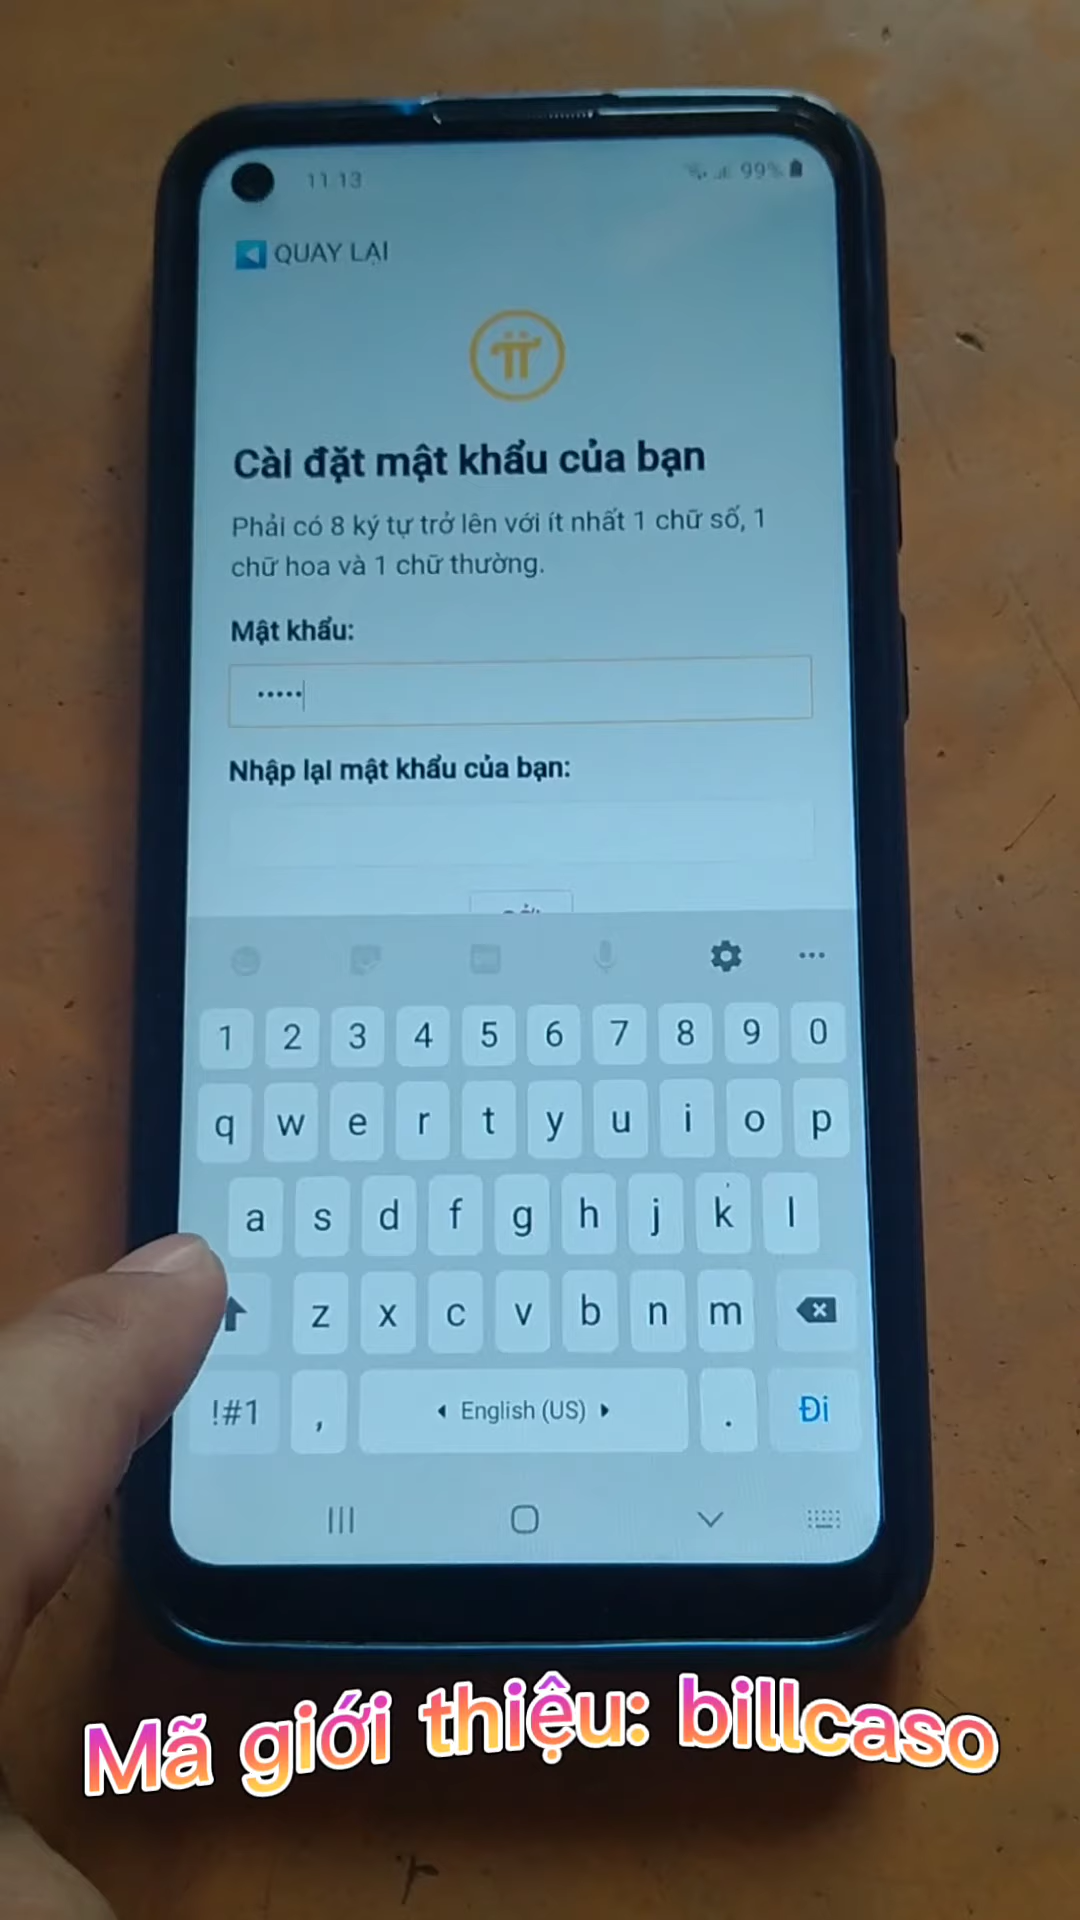 11:13
99%
QUAY LẠI
Cài đặt mật khẩu của bạn
Phải có 8 ký tự trở lên với ít nhất 1 chữ số, 1
chữ hoa và 1 chữ thường.
Mật khẩu:
•••••
Nhập lại mật khẩu của bạn:
1 2 3 4 5 6 7 8 9 0
q w e r t y u i o p
a s d f g h j k l
z x c v b n m
!#1 , English (US) . Đi
Mã giới thiệu: billcaso